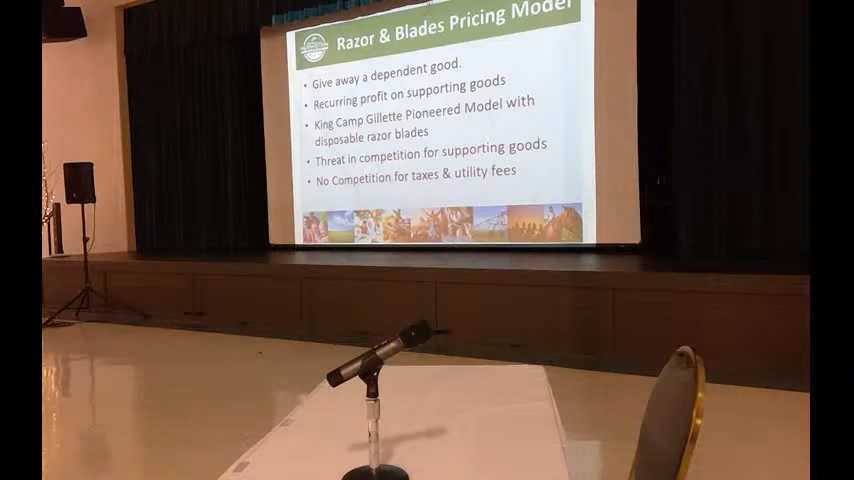 Razor & Blades Pricing Model
• Give away a dependent good.
• Recurring profit on supporting goods
• King Camp Gillette Pioneered Model with
disposable razor blades
• Threat in competition for supporting goods
• No Competition for taxes & utility fees